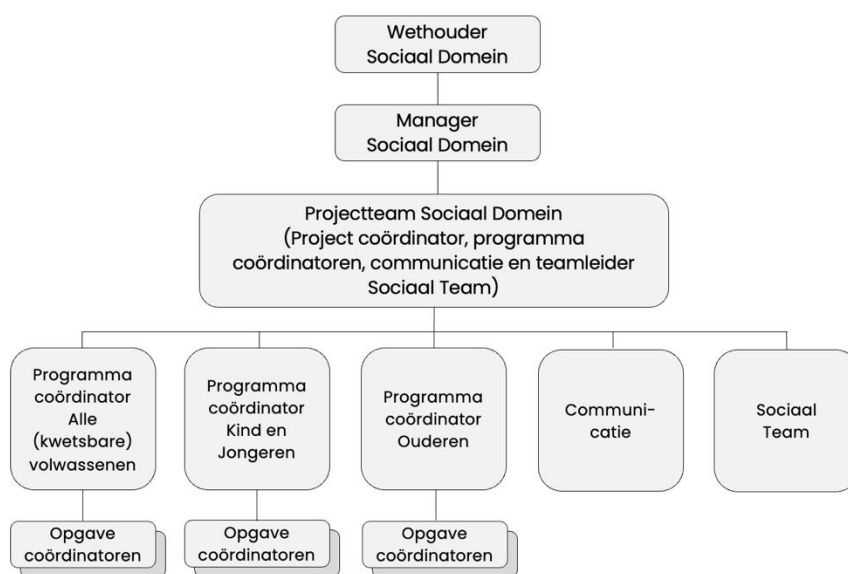 Wethouder
Sociaal Domein
Manager
Sociaal Domein
Projectteam Sociaal Domein
(Project coördinator, programma
coördinatoren, communicatie en teamleider
Sociaal Team)
Programma
coördinator
Alle
(kwetsbare)
volwassenen
Programma
coördinator
Kind en
Jongeren
Programma
coördinator
Ouderen
Communi-
catie
Sociaal
Team
Opgave
coördinatoren
Opgave
coördinatoren
Opgave
coördinatoren